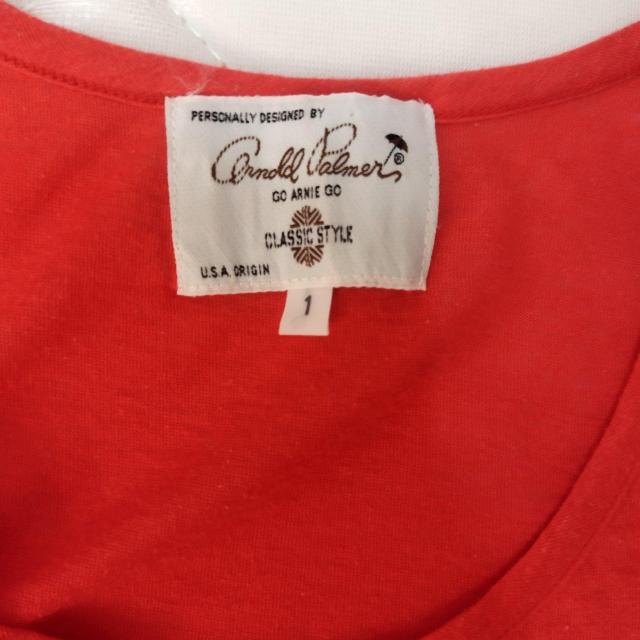 PERSONALLY DESIGNED BY
Arnold Palmer ®
GO ARNIE GO
CLASSIC STYLE
U.S.A. ORIGIN
1